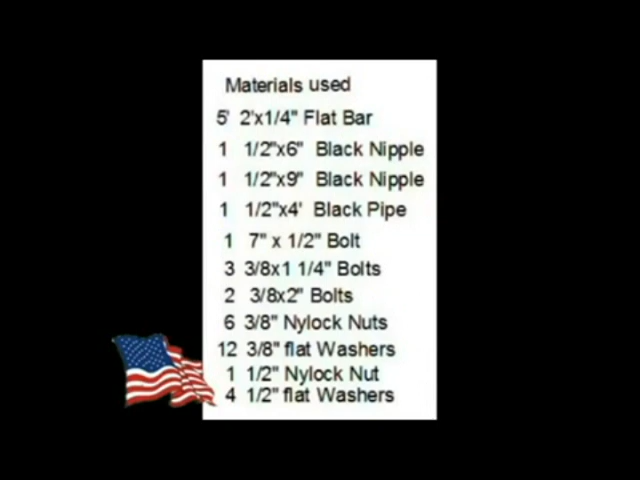 Materials used
5' 2'x1/4" Flat Bar
1 1/2"x6" Black Nipple
1 1/2"x9" Black Nipple
1 1/2"x4' Black Pipe
1 7" x 1/2" Bolt
3 3/8x1 1/4" Bolts
2 3/8x2" Bolts
6 3/8" Nylock Nuts
12 3/8" flat Washers
1 1/2" Nylock Nut
4 1/2" flat Washers